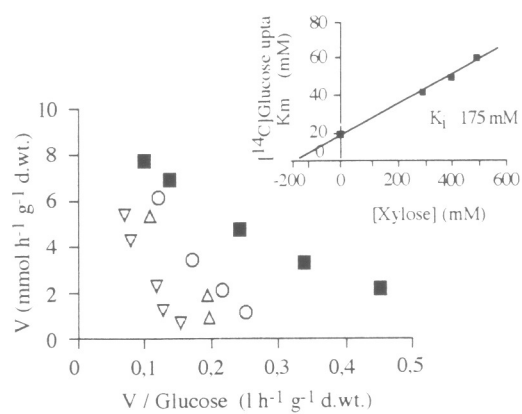 80
60
40
20
0
[¹⁴C]Glucose upta
Km (mM)
Kᵢ 175 mM
-200 0 200 400 600
[Xylose] (mM)
10
8
6
4
2
0
V (mmol h⁻¹ g⁻¹ d.wt.)
0,1 0,2 0,3 0,4 0.5
V / Glucose (l h⁻¹ g⁻¹ d.wt.)